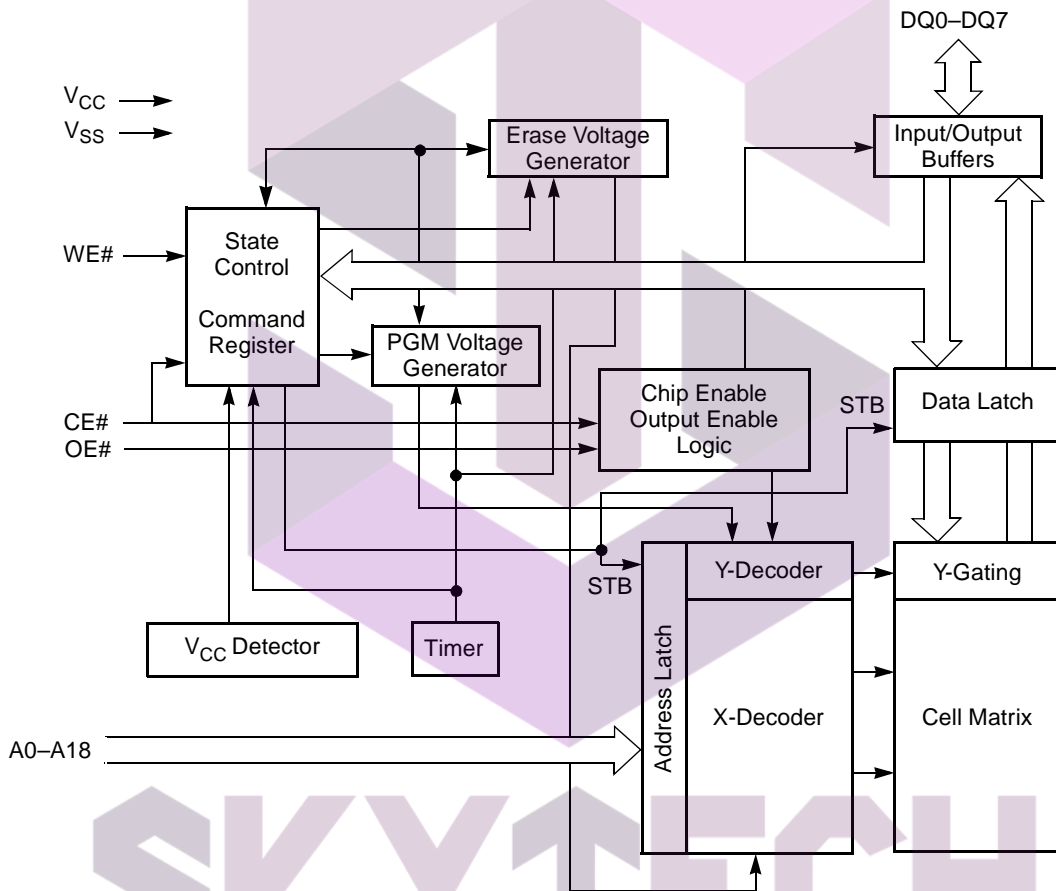 DQ0–DQ7
VCC
VSS
Erase Voltage
Generator
Input/Output
Buffers
WE#
State
Control
Command
Register
PGM Voltage
Generator
Chip Enable
Output Enable
Logic
STB
Data Latch
CE#
OE#
STB
Y-Decoder
Y-Gating
VCC Detector
Timer
Address Latch
X-Decoder
Cell Matrix
A0–A18
SKYTECH